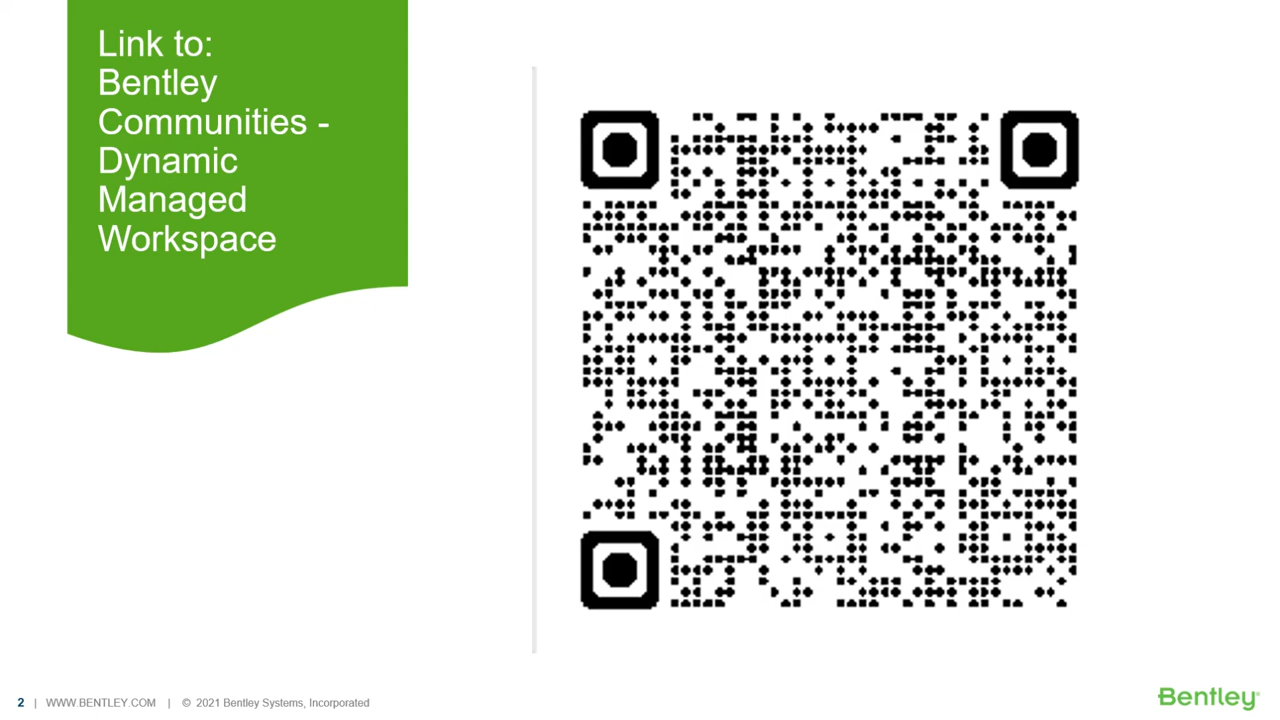 Link to:
Bentley
Communities -
Dynamic
Managed
Workspace
2 | WWW.BENTLEY.COM | © 2021 Bentley Systems, Incorporated
Bentley®